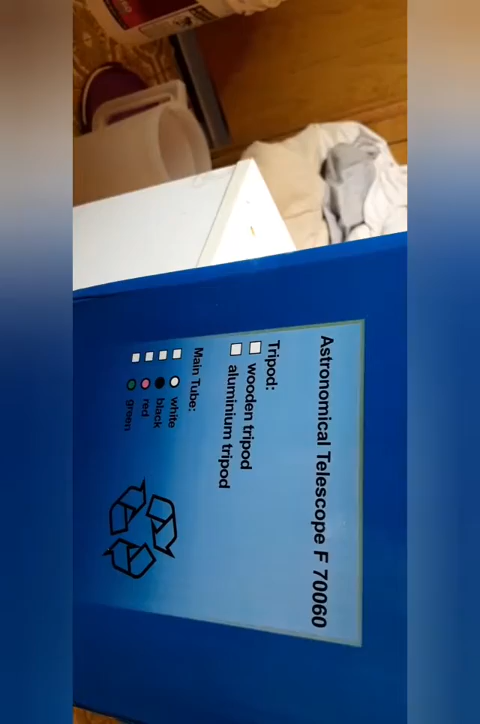 Astronomical Telescope F 70060
Tripod:
wooden tripod
aluminium tripod
Main Tube:
white
black
red
green